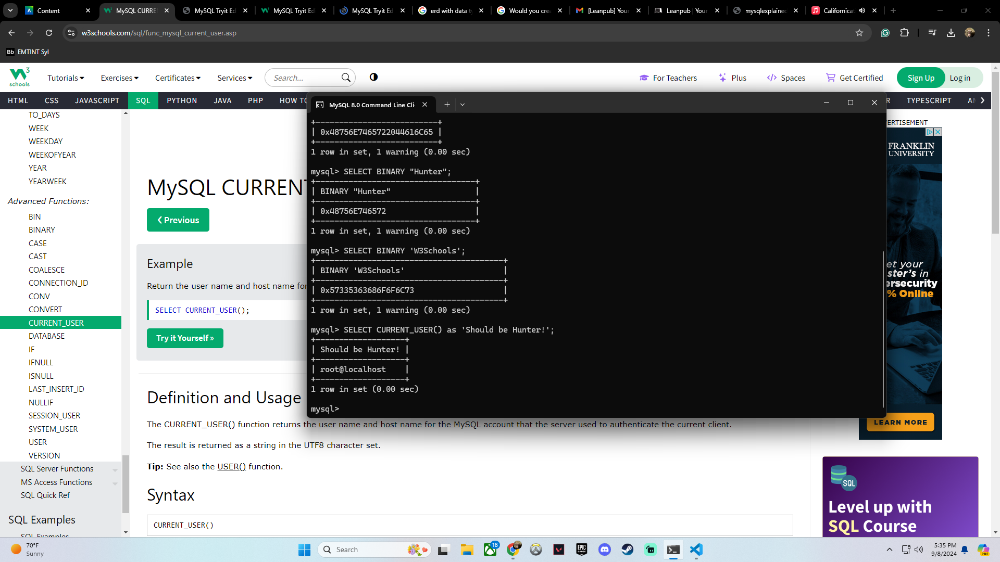 Content
MySQL CURRE
MySQL Tryit Ed
MySQL Tryit Ed
MySQL Tryit Ed
erd with data ty
Would you crea
[Leanpub] Your
Leanpub | Your
mysqlexplained
Californicat
w3schools.com/sql/func_mysql_current_user.asp
Bb EMTINT Syl
W3 schools
Tutorials
Exercises
Certificates
Services
Search...
For Teachers
Plus
Spaces
Get Certified
Sign Up
Log in
HTML
CSS
JAVASCRIPT
SQL
PYTHON
JAVA
PHP
HOW TO
R
TYPESCRIPT
AN
TO_DAYS
WEEK
WEEKDAY
WEEKOFYEAR
YEAR
YEARWEEK
Advanced Functions:
BIN
BINARY
CASE
CAST
COALESCE
CONNECTION_ID
CONV
CONVERT
CURRENT_USER
DATABASE
IF
IFNULL
ISNULL
LAST_INSERT_ID
NULLIF
SESSION_USER
SYSTEM_USER
USER
VERSION
SQL Server Functions
MS Access Functions
SQL Quick Ref
SQL Examples
SQL Examples
MySQL CURRENT
❮ Previous
Example
Return the user name and host name for
SELECT CURRENT_USER();
Try it Yourself »
Definition and Usage
The CURRENT_USER() function returns the user name and host name for the MySQL account that the server used to authenticate the current client.
The result is returned as a string in the UTF8 character set.
Tip: See also the USER() function.
Syntax
CURRENT_USER()
MySQL 8.0 Command Line Cli
+--------------------------+
| 0x48756E7465722044616C65 |
+--------------------------+
1 row in set, 1 warning (0.00 sec)
mysql> SELECT BINARY "Hunter";
+----------------------------------+
| BINARY "Hunter"                  |
+----------------------------------+
| 0x48756E746572                   |
+----------------------------------+
1 row in set, 1 warning (0.00 sec)
mysql> SELECT BINARY 'W3Schools';
+----------------------------------------+
| BINARY 'W3Schools'                     |
+----------------------------------------+
| 0x57335363686F6F6C73                   |
+----------------------------------------+
1 row in set, 1 warning (0.00 sec)
mysql> SELECT CURRENT_USER() as 'Should be Hunter!';
+-------------------+
| Should be Hunter! |
+-------------------+
| root@localhost    |
+-------------------+
1 row in set (0.00 sec)
mysql>
ERTISEMENT
FRANKLIN
UNIVERSITY
et your
ster's in
ersecurity
% Online
LEARN MORE
SQL
Level up with
SQL Course
70°F
Sunny
Search
18
EPIC
GAMES
5:35 PM
9/8/2024
PRE